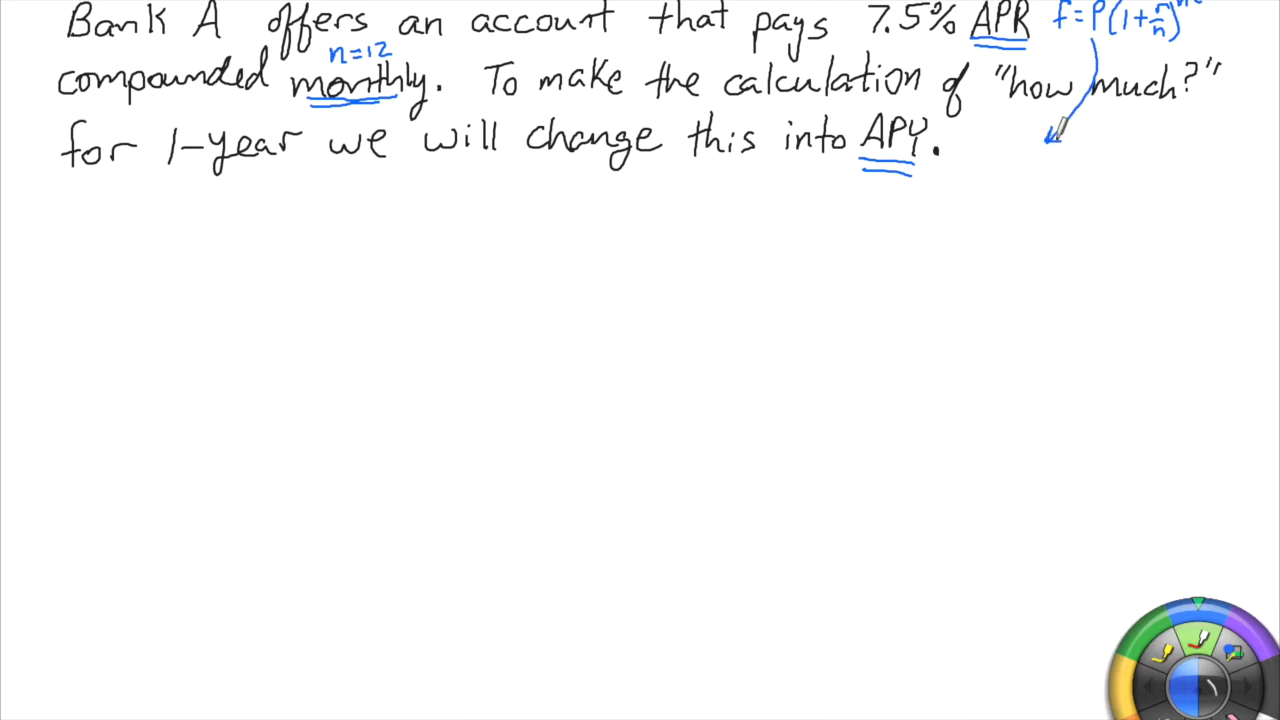 Bank A offers an account that pays 7.5% APR F=P(1+r/n)
n=12
compounded monthly. To make the calculation of "how much?"
for 1-year we will change this into APY.